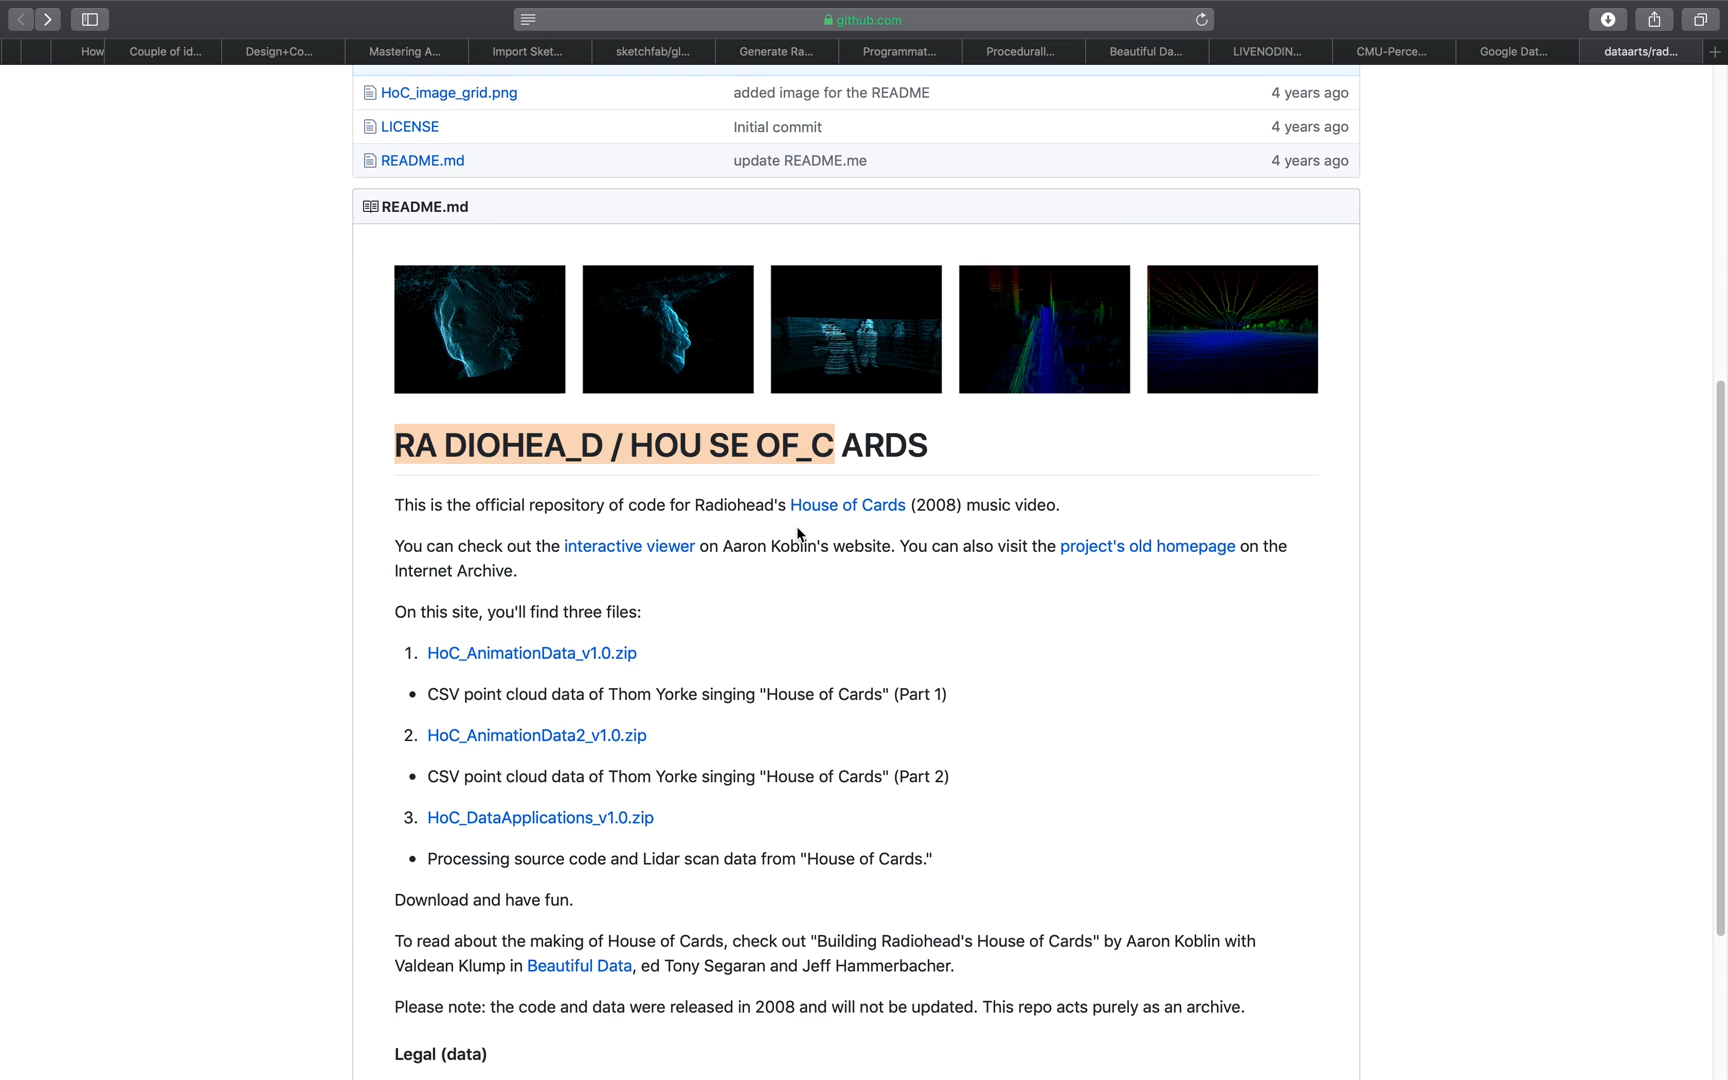 github.com
How
Couple of id...
Design+Co...
Mastering A...
Import Sket...
sketchfab/gl...
Generate Ra...
Programmat...
Procedurall...
Beautiful Da...
LIVENODIN...
CMU-Perce...
Google Dat...
dataarts/rad...
HoC_image_grid.png added image for the README 4 years ago
LICENSE Initial commit 4 years ago
README.md update README.me 4 years ago
README.md
RA DIOHEA_D / HOU SE OF_C ARDS
This is the official repository of code for Radiohead's House of Cards (2008) music video.
You can check out the interactive viewer on Aaron Koblin's website. You can also visit the project's old homepage on the
Internet Archive.
On this site, you'll find three files:
1. HoC_AnimationData_v1.0.zip
• CSV point cloud data of Thom Yorke singing "House of Cards" (Part 1)
2. HoC_AnimationData2_v1.0.zip
• CSV point cloud data of Thom Yorke singing "House of Cards" (Part 2)
3. HoC_DataApplications_v1.0.zip
• Processing source code and Lidar scan data from "House of Cards."
Download and have fun.
To read about the making of House of Cards, check out "Building Radiohead's House of Cards" by Aaron Koblin with
Valdean Klump in Beautiful Data, ed Tony Segaran and Jeff Hammerbacher.
Please note: the code and data were released in 2008 and will not be updated. This repo acts purely as an archive.
Legal (data)